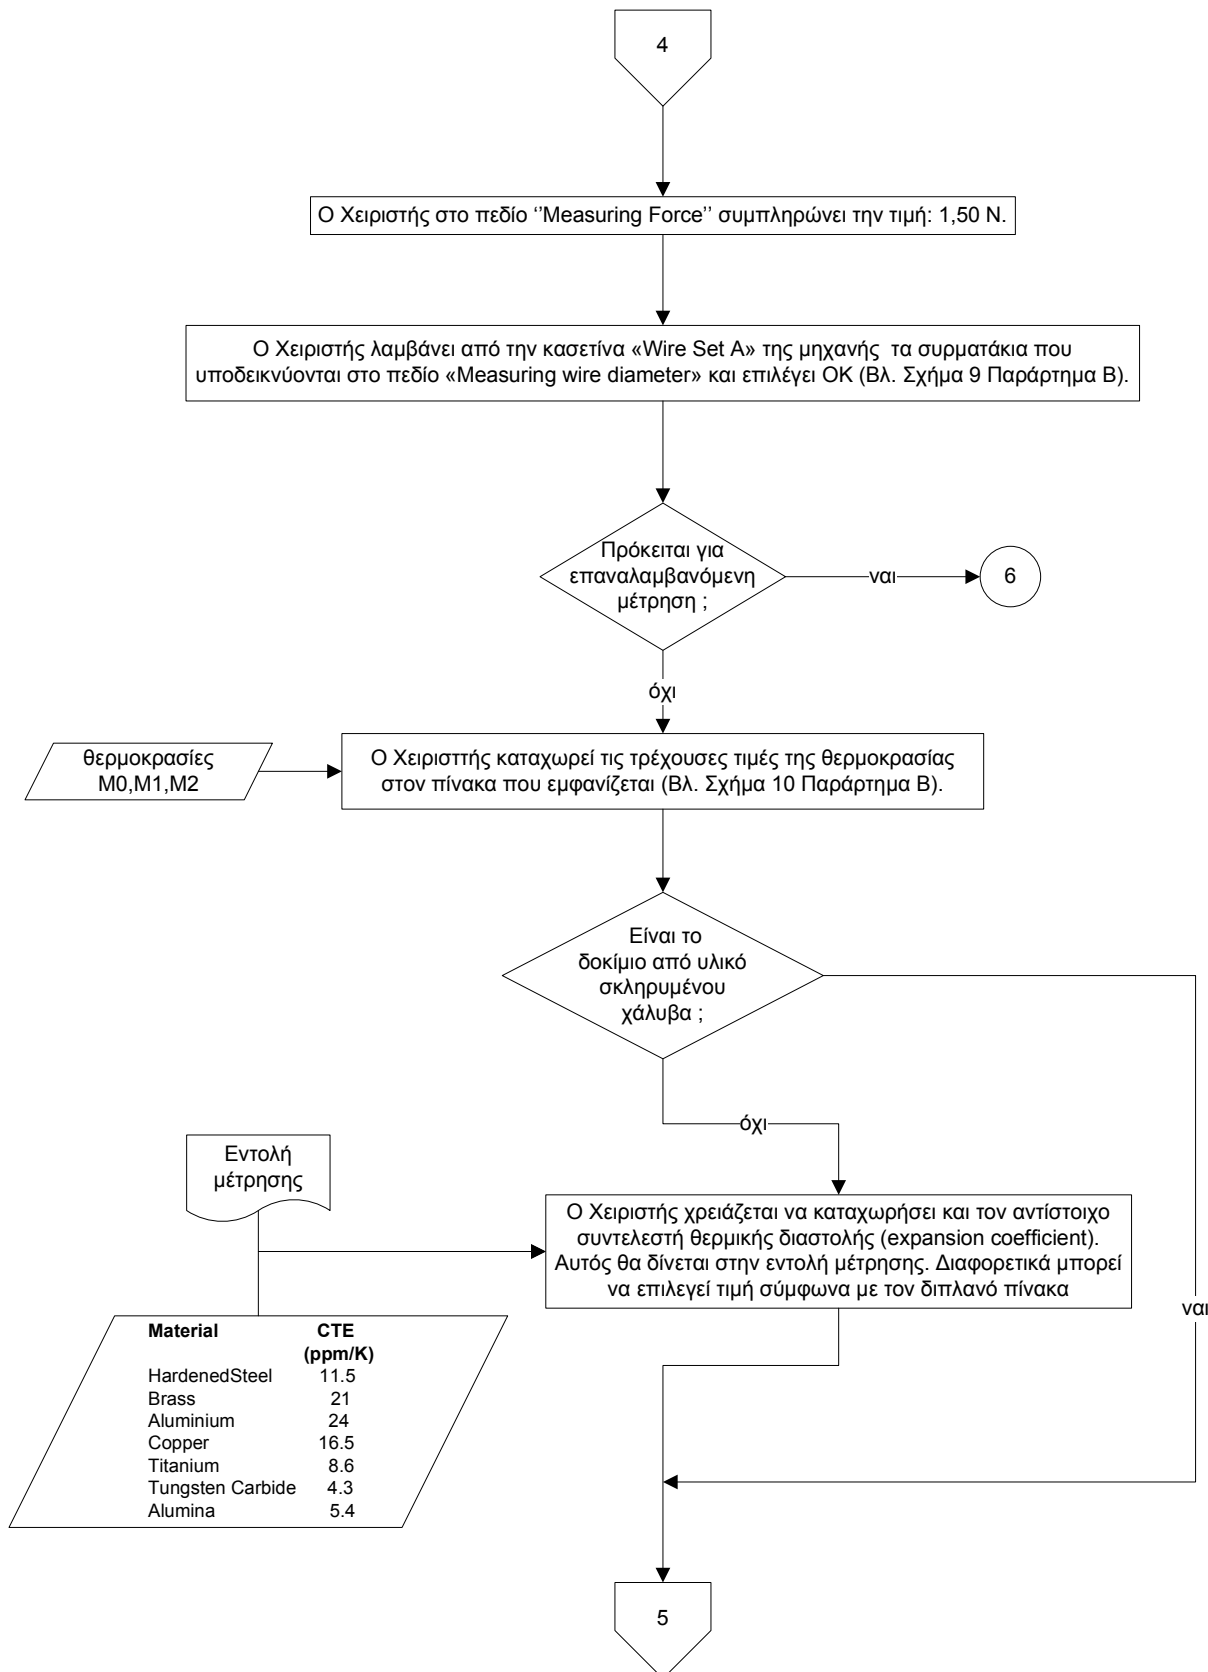 4
Ο Χειριστής στο πεδίο ‘’Measuring Force’’ συμπληρώνει την τιμή: 1,50 Ν.
Ο Χειριστής λαμβάνει από την κασετίνα «Wire Set A» της μηχανής τα συρματάκια που
υποδεικνύονται στο πεδίο «Measuring wire diameter» και επιλέγει ΟΚ (Βλ. Σχήμα 9 Παράρτημα Β).
Πρόκειται για
επαναλαμβανόμενη
μέτρηση ;
ναι
6
όχι
θερμοκρασίες
Μ0,Μ1,Μ2
Ο Χειρισττής καταχωρεί τις τρέχουσες τιμές της θερμοκρασίας
στον πίνακα που εμφανίζεται (Βλ. Σχήμα 10 Παράρτημα Β).
Είναι το
δοκίμιο από υλικό
σκληρυμένου
χάλυβα ;
όχι
Εντολή
μέτρησης
Ο Χειριστής χρειάζεται να καταχωρήσει και τον αντίστοιχο
συντελεστή θερμικής διαστολής (expansion coefficient).
Αυτός θα δίνεται στην εντολή μέτρησης. Διαφορετικά μπορεί
να επιλεγεί τιμή σύμφωνα με τον διπλανό πίνακα
ναι
Material CTE
(ppm/K)
HardenedSteel 11.5
Brass 21
Aluminium 24
Copper 16.5
Titanium 8.6
Tungsten Carbide 4.3
Alumina 5.4
5